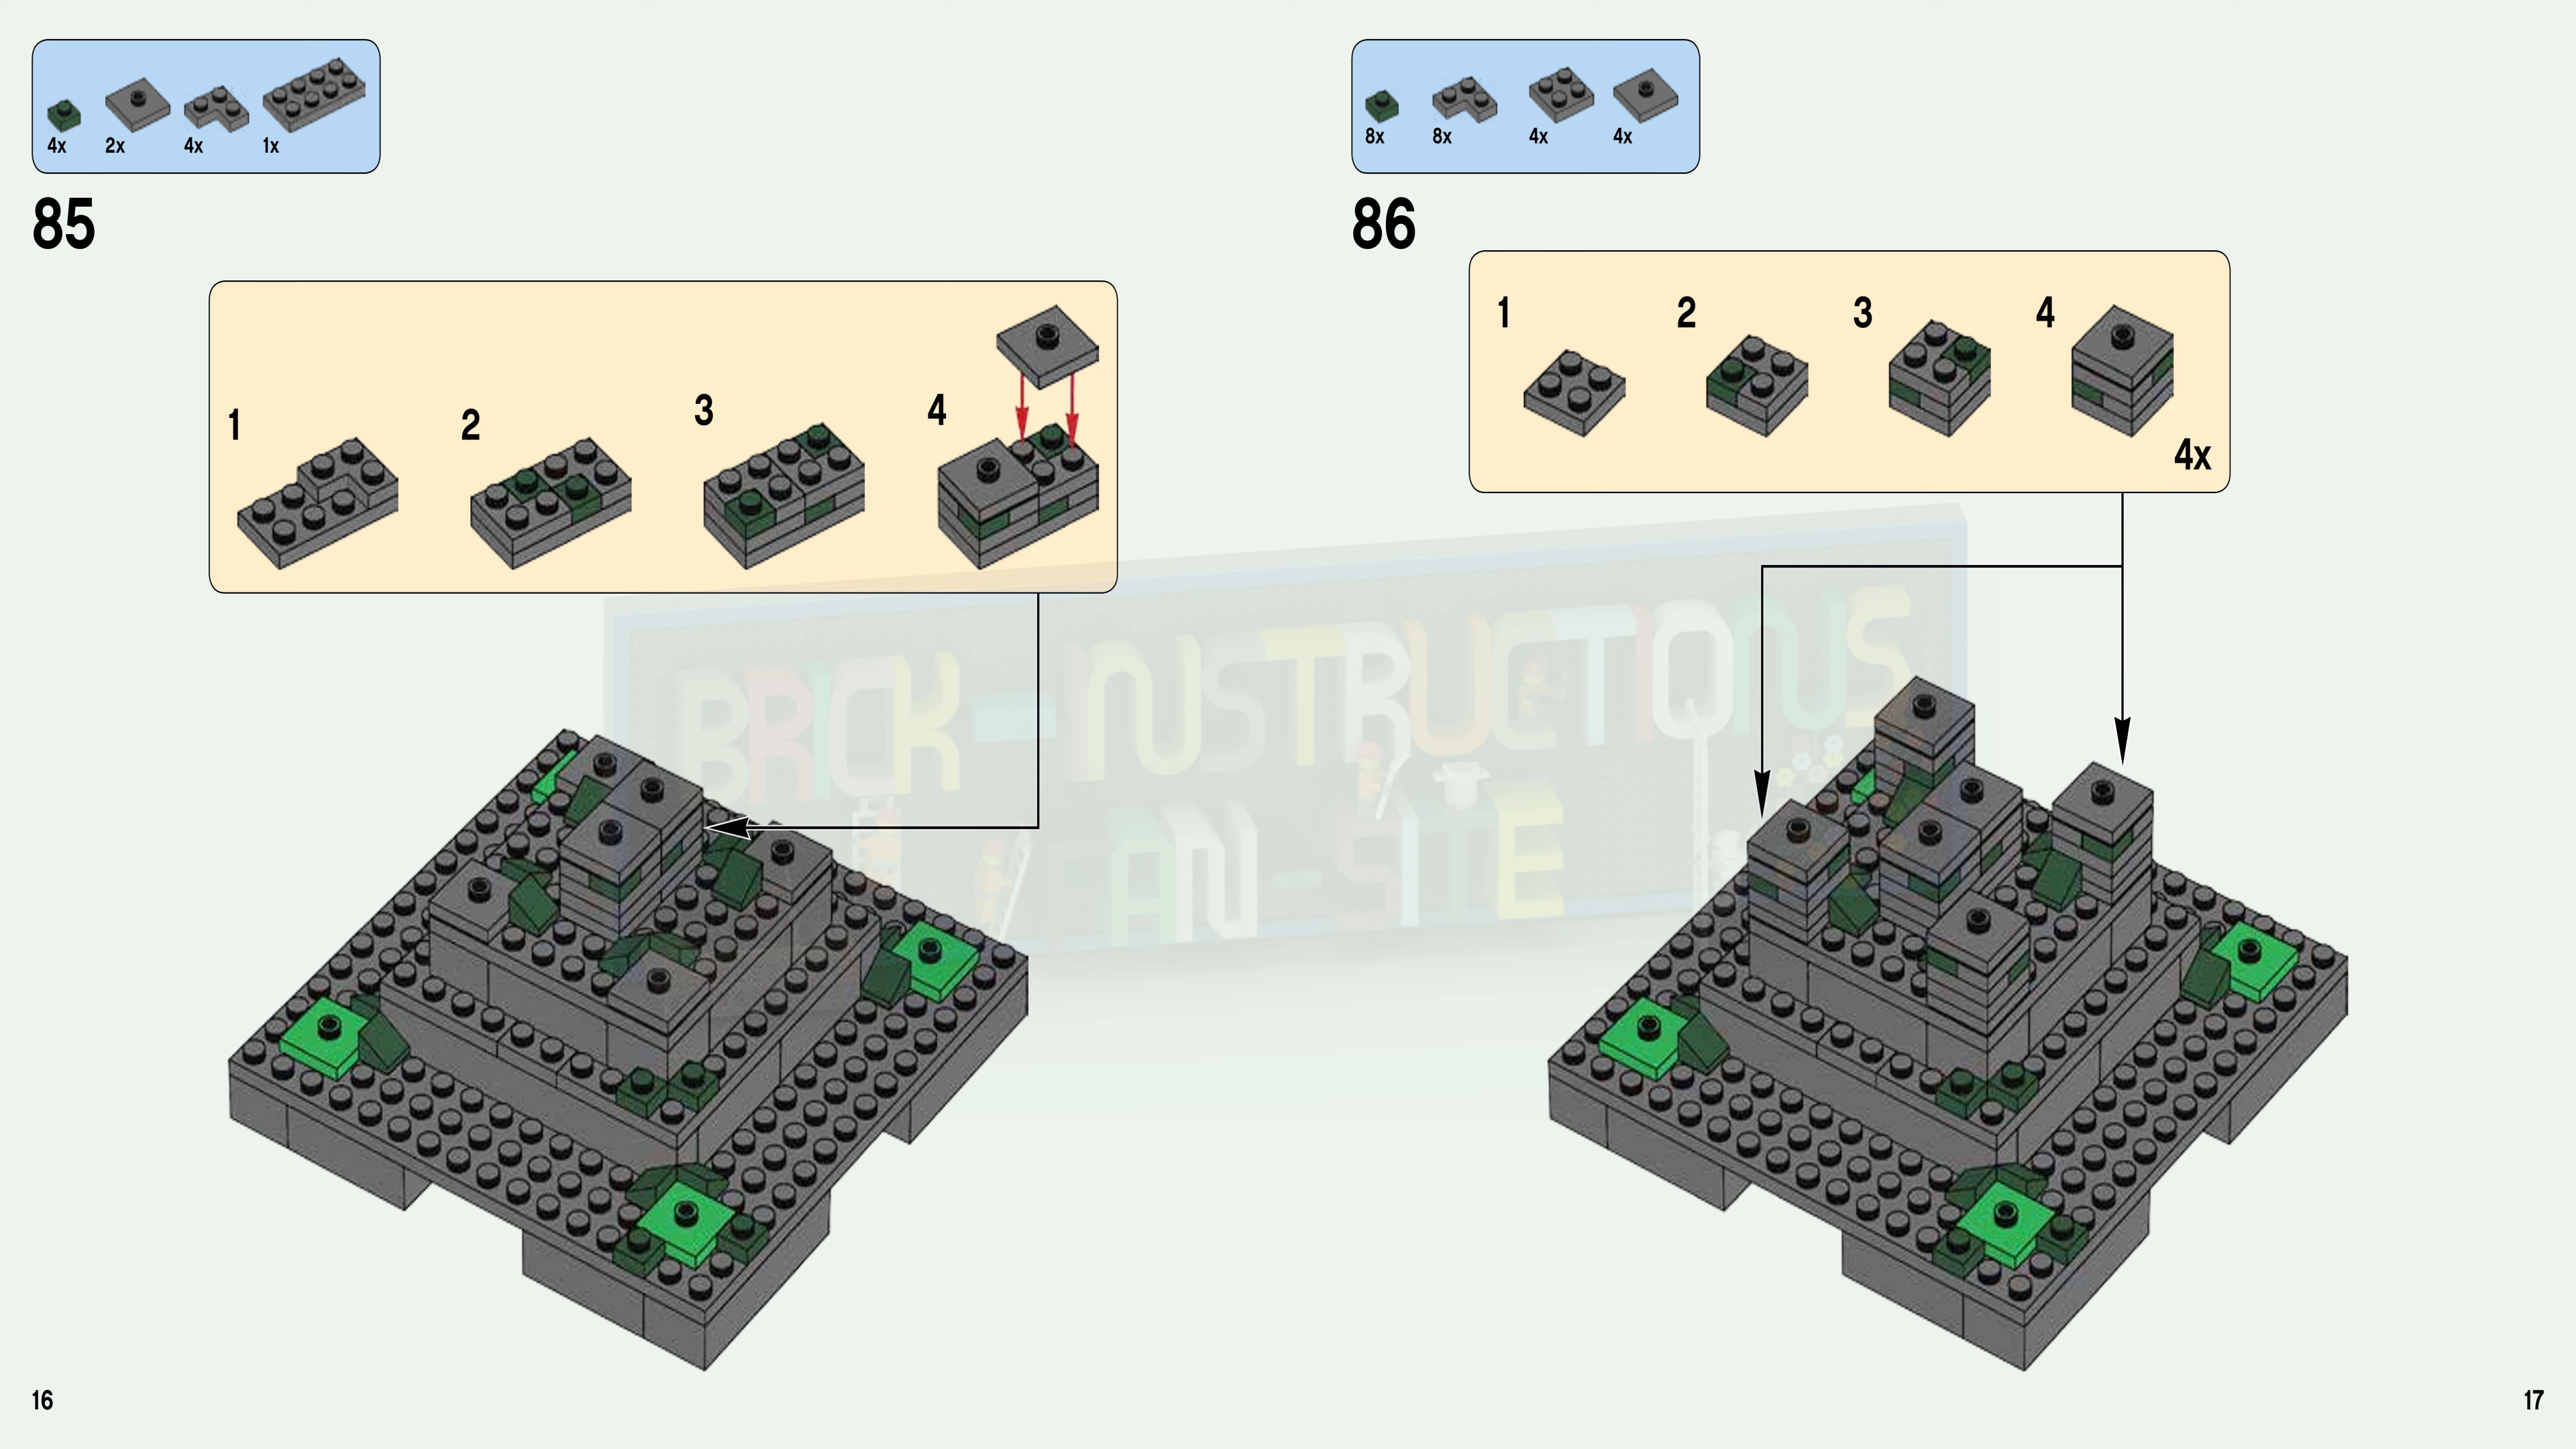 4x 2x 4x 1x
85
1 2 3 4
16
8x 8x 4x 4x
86
1 2 3 4
4x
BRICK-INSTRUCTIONS
FAN-SITE
17